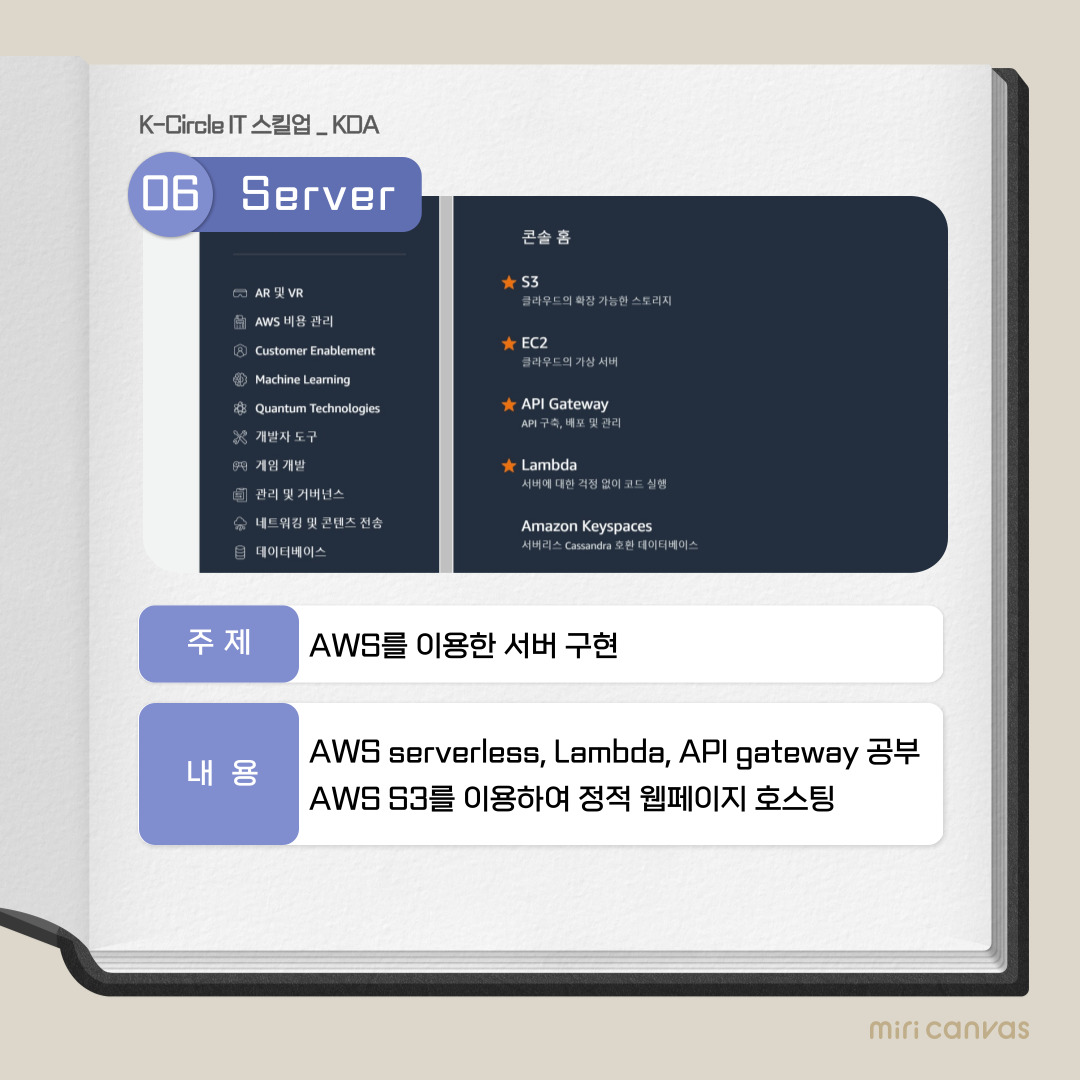 K-Circle IT 스킬업 _ KDA
06 Server
AR 및 VR
AWS 비용 관리
Customer Enablement
Machine Learning
Quantum Technologies
개발자 도구
게임 개발
관리 및 거버넌스
네트워킹 및 콘텐츠 전송
데이터베이스
콘솔 홈
S3
클라우드의 확장 가능한 스토리지
EC2
클라우드의 가상 서버
API Gateway
API 구축, 배포 및 관리
Lambda
서버에 대한 걱정 없이 코드 실행
Amazon Keyspaces
서버리스 Cassandra 호환 데이터베이스
주 제
AWS를 이용한 서버 구현
내 용
AWS serverless, Lambda, API gateway 공부
AWS S3를 이용하여 정적 웹페이지 호스팅
miri canvas